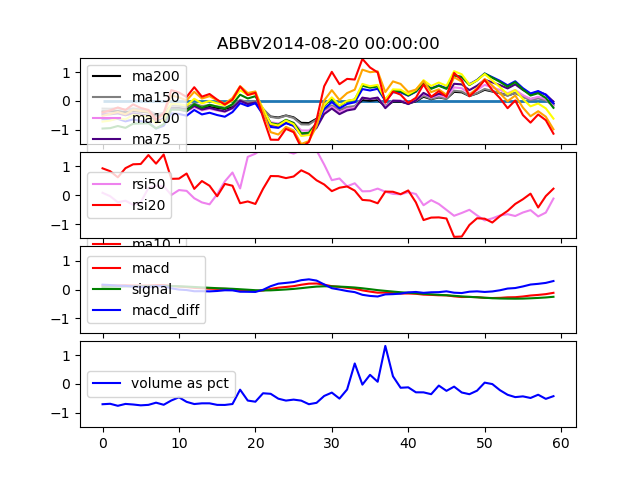 ABBV2014-08-20 00:00:00
1
0
−1
ma200
ma150
ma100
ma75
1
0
−1
rsi50
rsi20
ma10
1
0
−1
macd
signal
macd_diff
1
0
−1
volume as pct
0 10 20 30 40 50 60